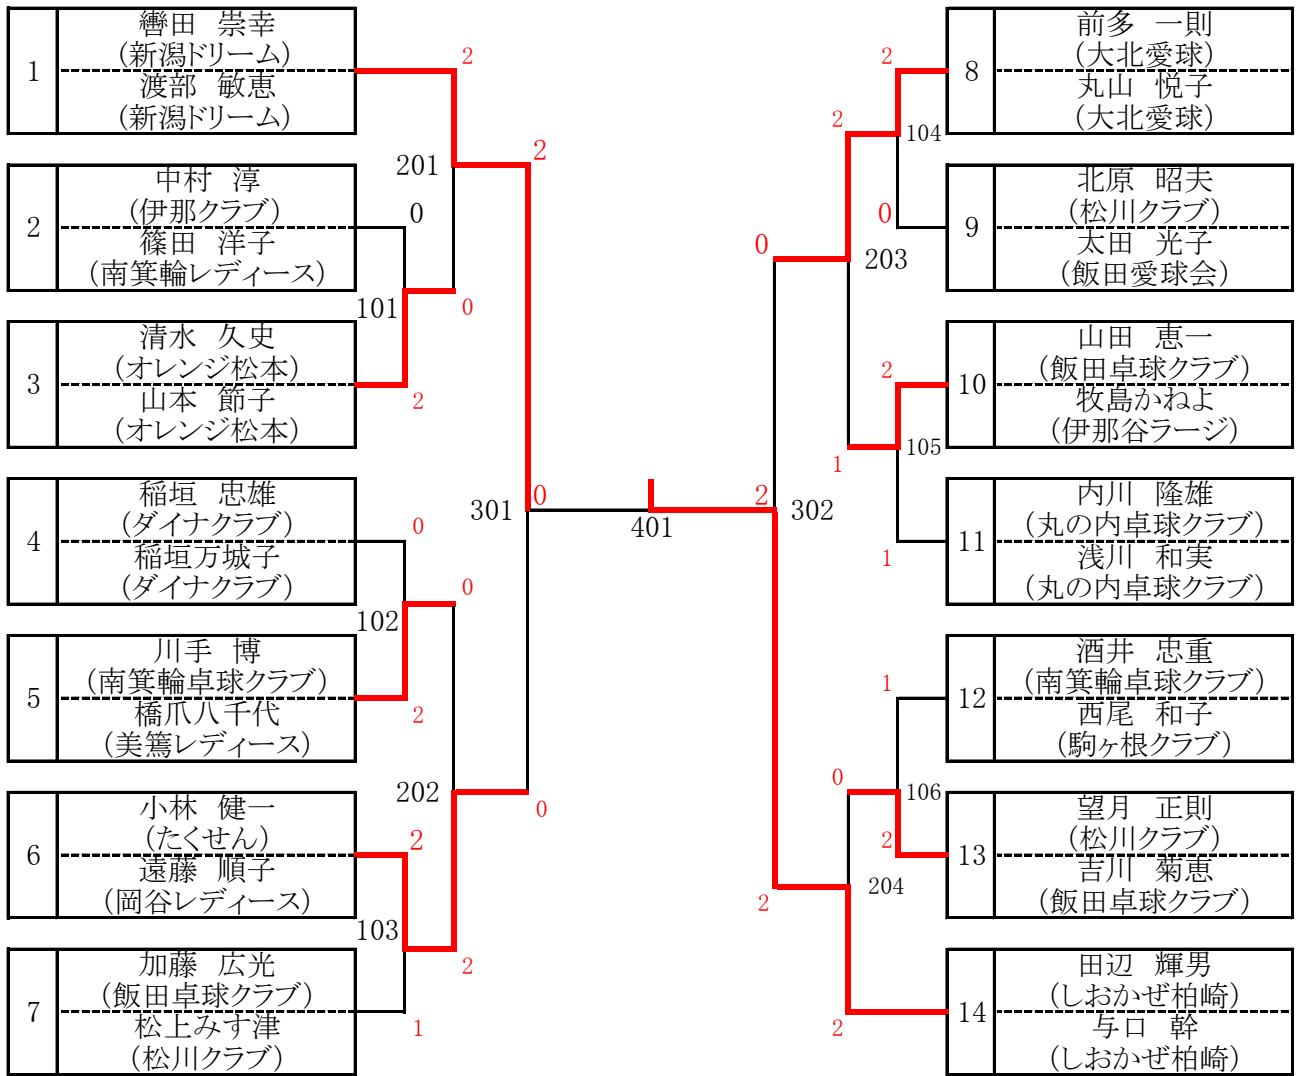 1
轡田 崇幸
(新潟ドリーム)
渡部 敏恵
(新潟ドリーム)
2
中村 淳
(伊那クラブ)
篠田 洋子
(南箕輪レディース)
3
清水 久史
(オレンジ松本)
山本 節子
(オレンジ松本)
4
稲垣 忠雄
(ダイナクラブ)
稲垣万城子
(ダイナクラブ)
5
川手 博
(南箕輪卓球クラブ)
橋爪八千代
(美篶レディース)
6
小林 健一
(たくせん)
遠藤 順子
(岡谷レディース)
7
加藤 広光
(飯田卓球クラブ)
松上みす津
(松川クラブ)
2
201
0
101
0
2
0
102
0
2
202
2
103
2
1
2
301
0
0
401
2
302
0
2
2
104
2
0
203
2
105
1
1
1
0
106
2
204
2
8
前多 一則
(大北愛球)
丸山 悦子
(大北愛球)
9
北原 昭夫
(松川クラブ)
太田 光子
(飯田愛球会)
10
山田 恵一
(飯田卓球クラブ)
牧島かねよ
(伊那谷ラージ)
11
内川 隆雄
(丸の内卓球クラブ)
浅川 和実
(丸の内卓球クラブ)
12
酒井 忠重
(南箕輪卓球クラブ)
西尾 和子
(駒ヶ根クラブ)
13
望月 正則
(松川クラブ)
吉川 菊恵
(飯田卓球クラブ)
14
田辺 輝男
(しおかぜ柏崎)
与口 幹
(しおかぜ柏崎)